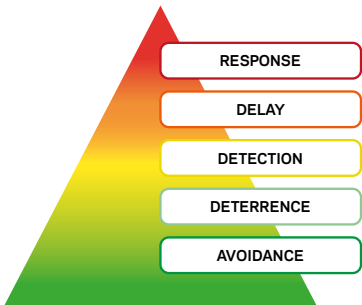 RESPONSE
DELAY
DETECTION
DETERRENCE
AVOIDANCE